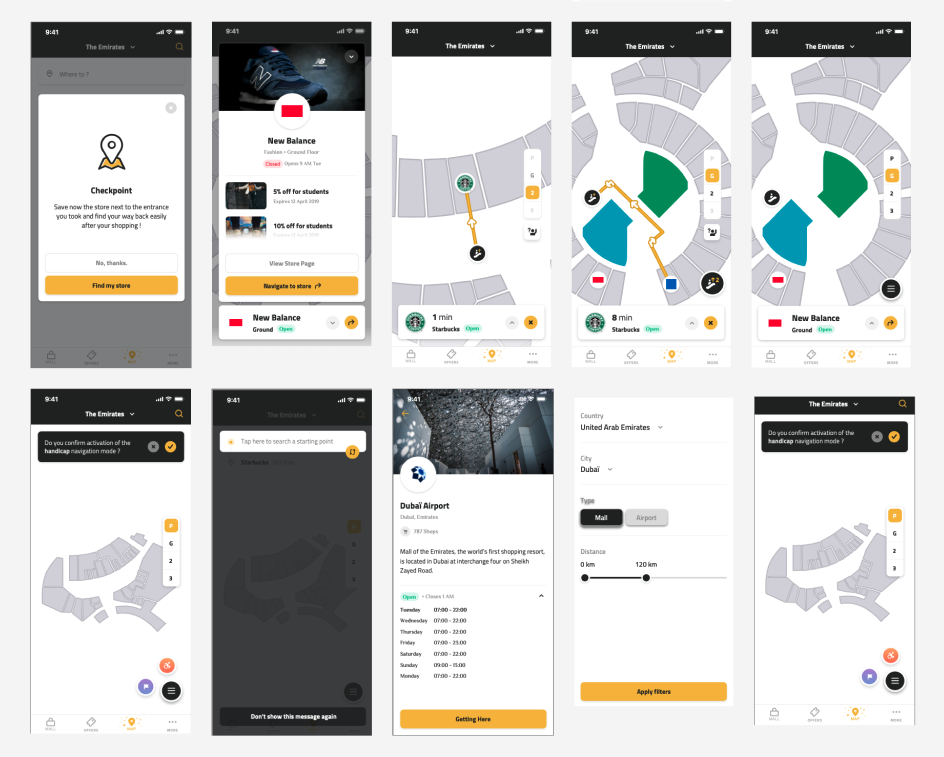 9:41
The Emirates
Where to ?
Checkpoint
Save now the store next to the entrance
you took and find your way back easily
after your shopping !
No, thanks.
Find my store
MALL
OFFERS
MAP
MORE
9:41
N
NB
New Balance
Fashion • Ground Floor
Closed Opens 9 AM Tue
5% off for students
Expires 12 April 2019
10% off for students
Expires 12 April 2019
View Store Page
Navigate to store
New Balance
Ground Open
9:41
The Emirates
P
G
2
3
?
1 min
Starbucks Open
MALL
OFFERS
MAP
MORE
9:41
The Emirates
P
G
2
3
?
+2
8 min
Starbucks Open
MALL
OFFERS
MAP
MORE
9:41
The Emirates
P
G
2
3
New Balance
Ground Open
MALL
OFFERS
MAP
MORE
9:41
The Emirates
Do you confirm activation of the
handicap navigation mode ?
P
G
2
3
MALL
OFFERS
MAP
MORE
9:41
The Emirates
Tap here to search a starting point
Starbucks
P
G
2
3
Don't show this message again
9:41
Dubaï Airport
Dubai, Emirates
787 Shops
Mall of the Emirates, the world's first shopping resort,
is located in Dubai at interchange four on Sheikh
Zayed Road.
Open • Closes 1 AM
Tuesday 07:00 - 22:00
Wednesday 07:00 - 22:00
Thursday 07:00 - 22:00
Friday 07:00 - 23:00
Saturday 07:00 - 22:00
Sunday 09:00 - 15:00
Monday 07:00 - 22:00
Getting Here
Country
United Arab Emirates
City
Dubaï
Type
Mall Airport
Distance
0 km 120 km
Apply filters
The Emirates
Do you confirm activation of the
handicap navigation mode ?
P
G
2
3
MALL
OFFERS
MAP
MORE